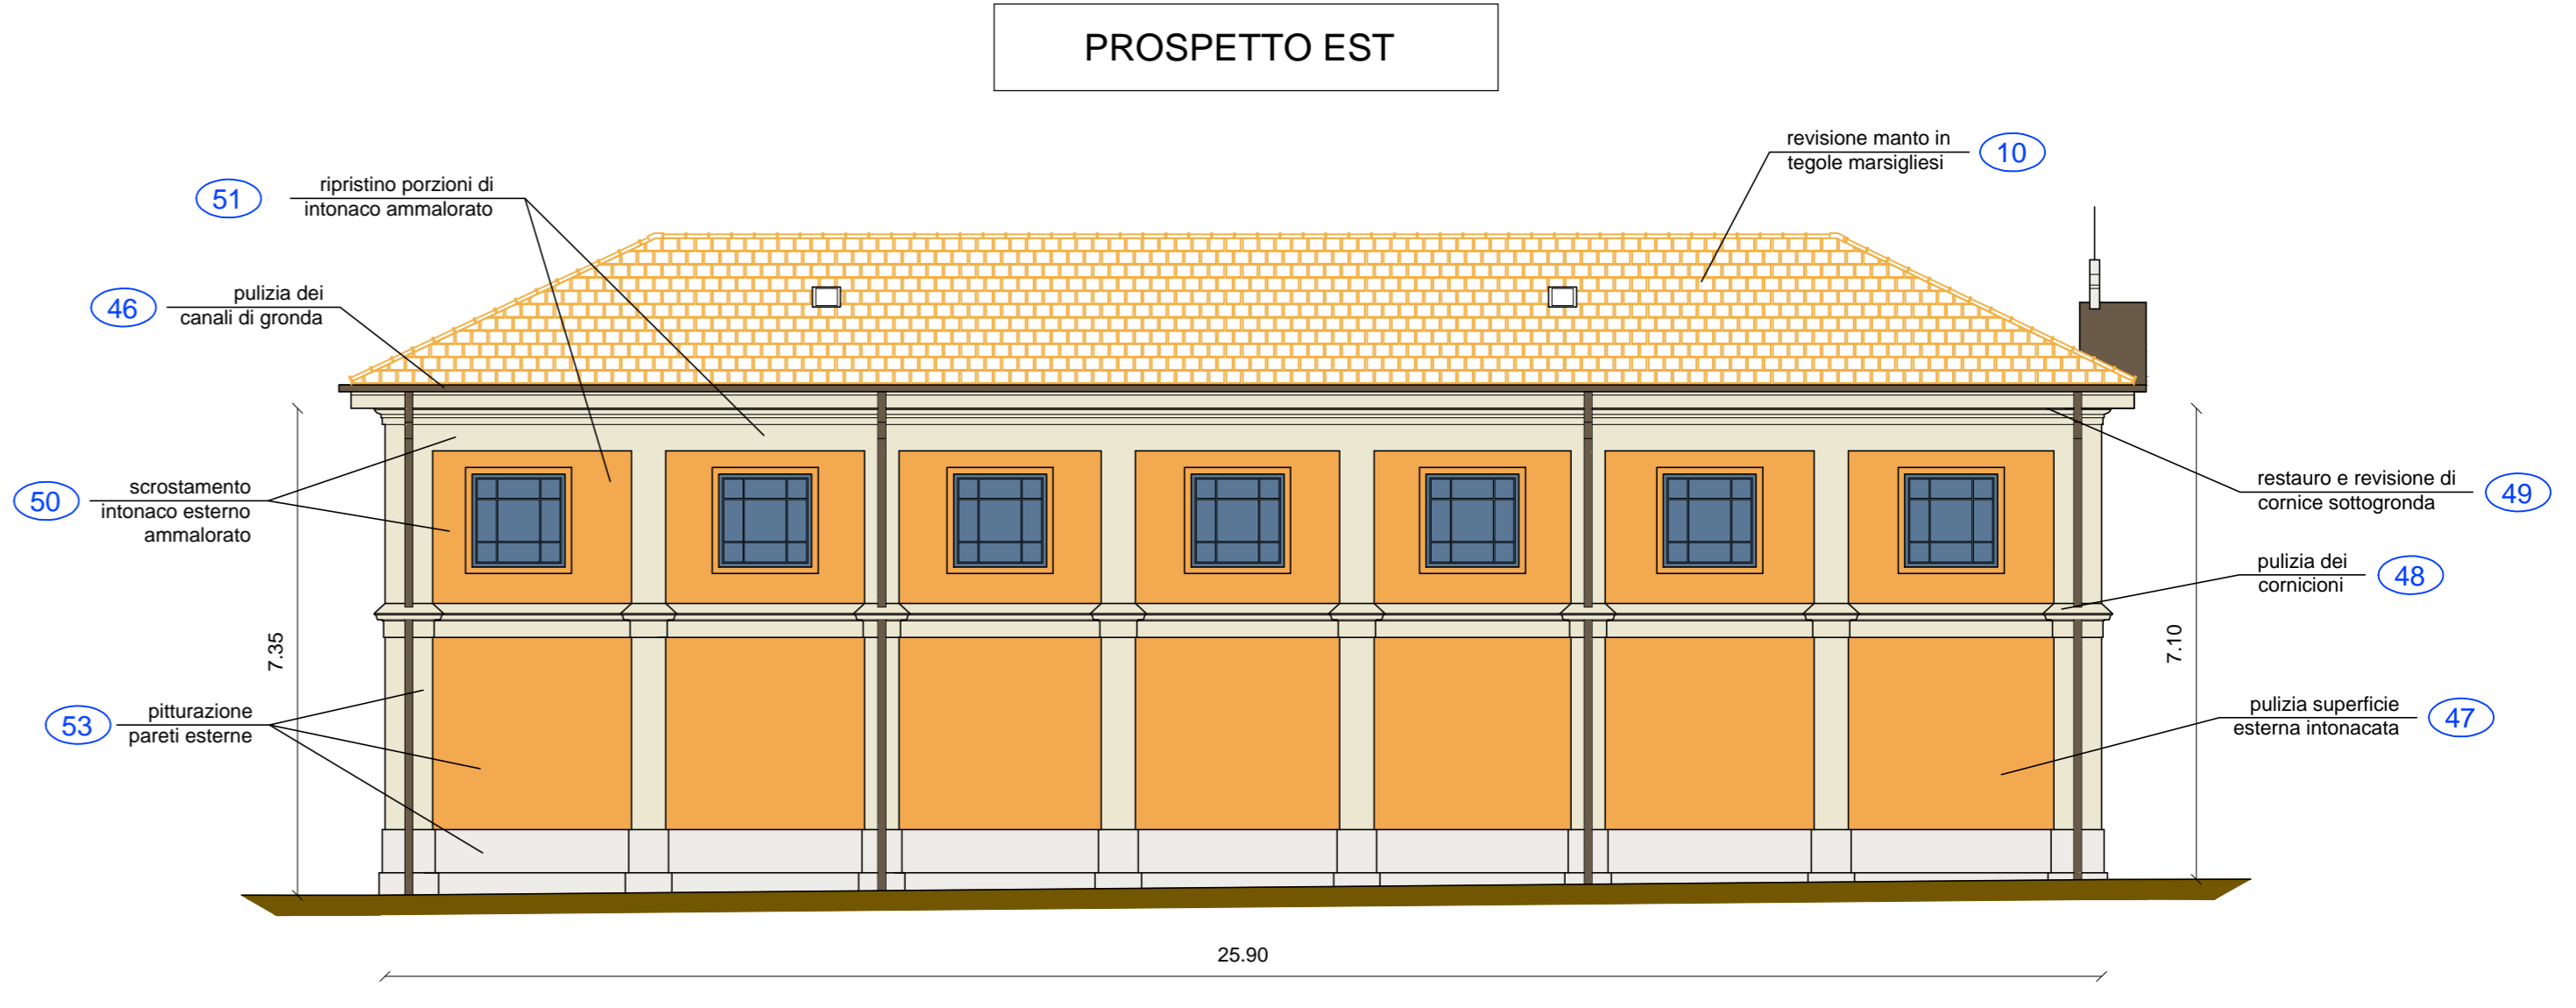 PROSPETTO EST
revisione manto in
tegole marsigliesi
10
51
ripristino porzioni di
intonaco ammalorato
46
pulizia dei
canali di gronda
50
scrostamento
intonaco esterno
ammalorato
restauro e revisione di
cornice sottogronda
49
pulizia dei
cornicioni
48
7.35
7.10
53
pitturazione
pareti esterne
pulizia superficie
esterna intonacata
47
25.90